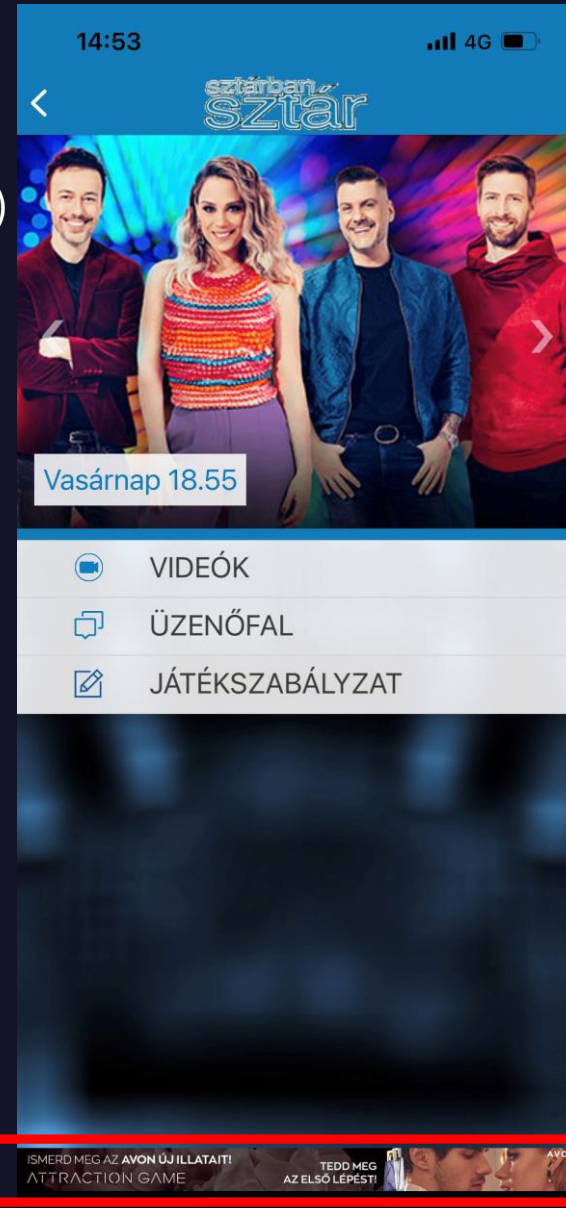 14:53
4G
sztárban
sztár
Vasárnap 18.55
VIDEÓK
ÜZENŐFAL
JÁTÉKSZABÁLYZAT
ISMERD MEG AZ AVON ÚJ ILLATAIT!
ATTRACTION GAME
TEDD MEG
AZ ELSŐ LÉPÉST!